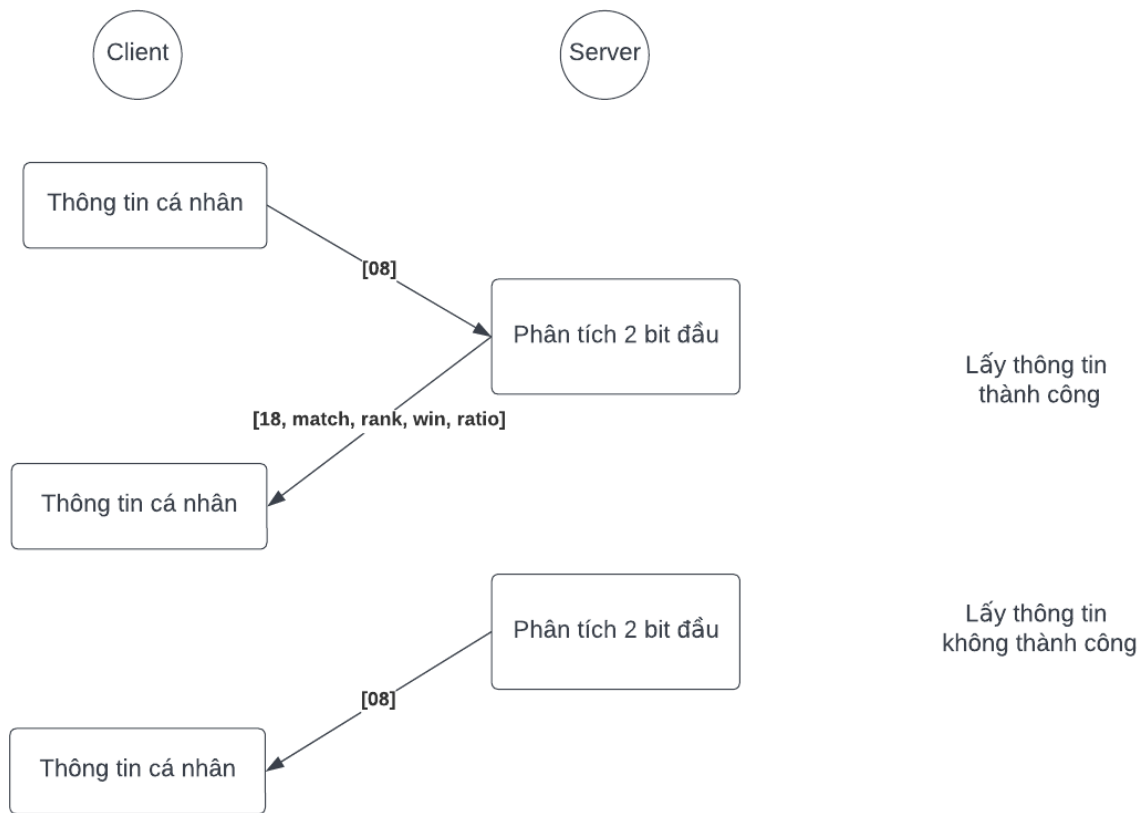 Client
Server
Thông tin cá nhân
[08]
Phân tích 2 bit đầu
Lấy thông tin
thành công
[18, match, rank, win, ratio]
Thông tin cá nhân
Phân tích 2 bit đầu
Lấy thông tin
không thành công
[08]
Thông tin cá nhân